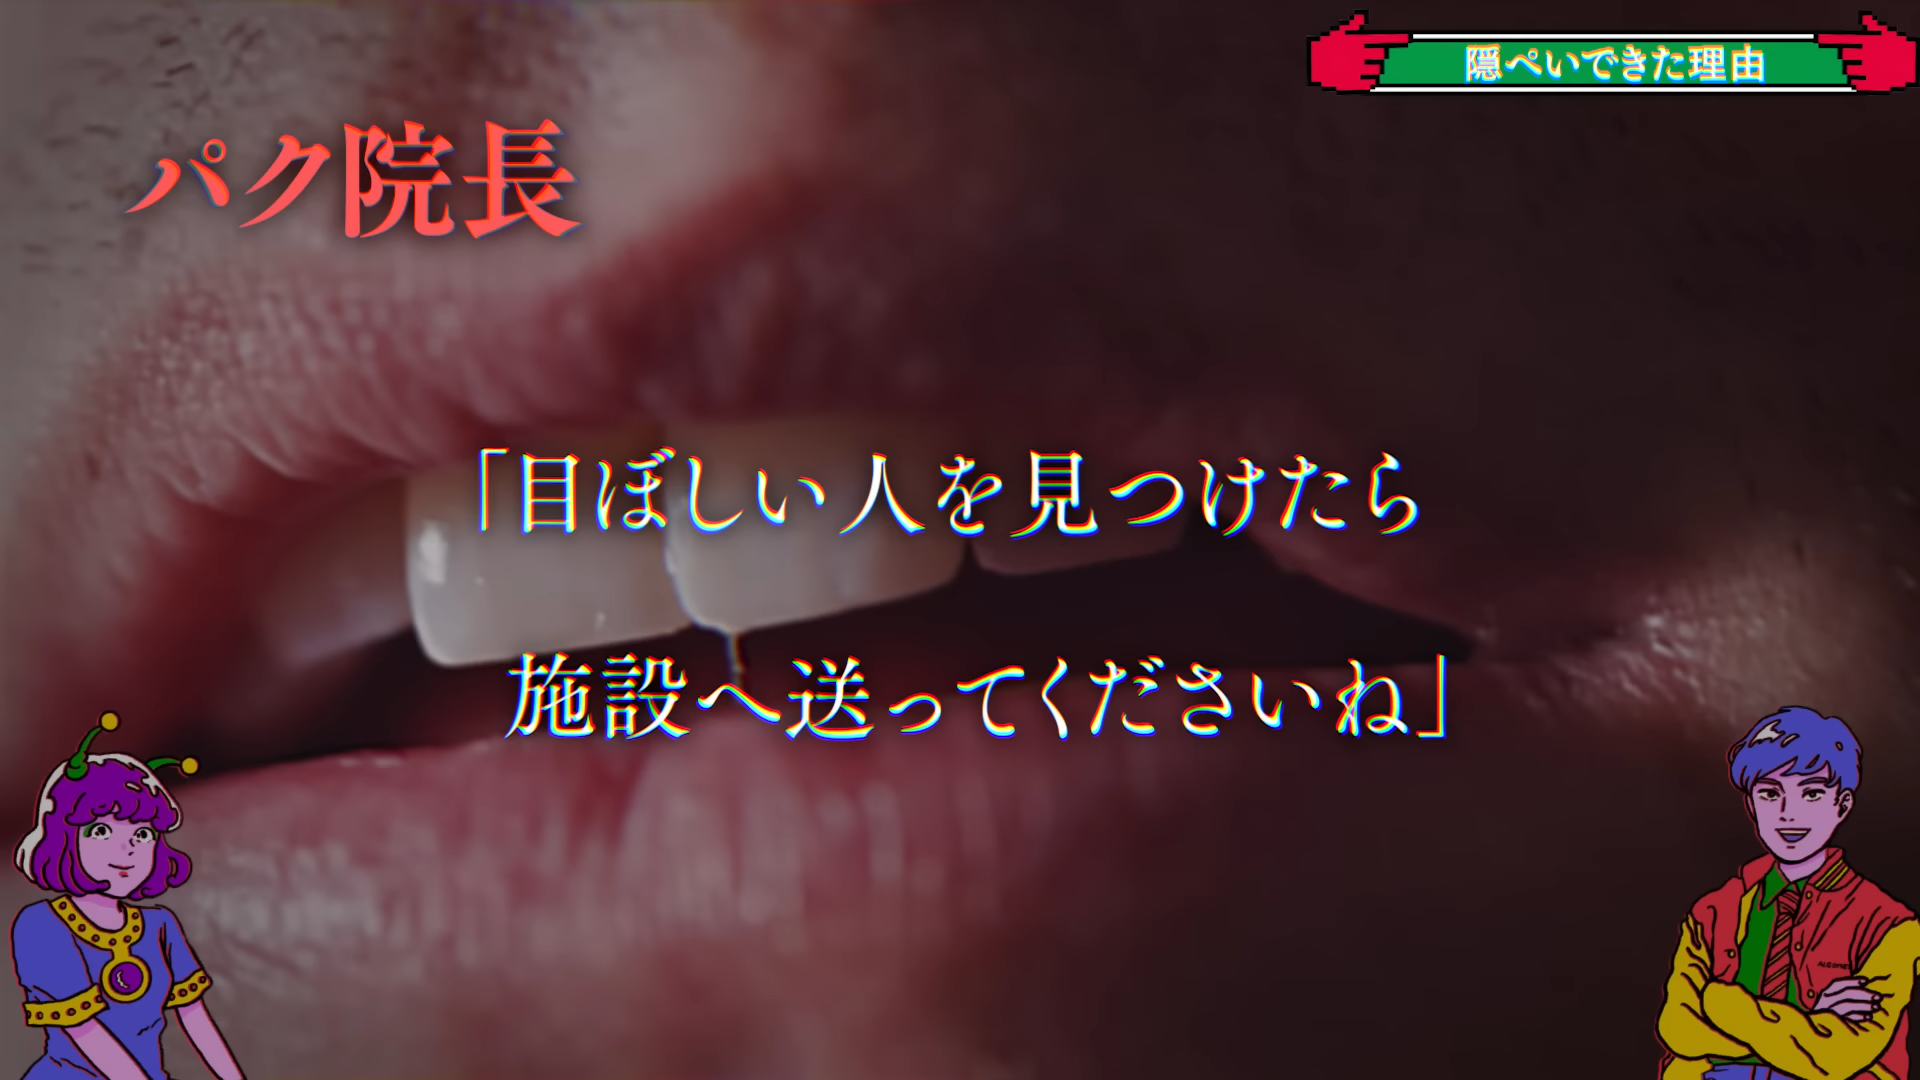 隠ぺいできた理由
パク院長
「目ぼしい人を見つけたら
施設へ送ってくださいね」